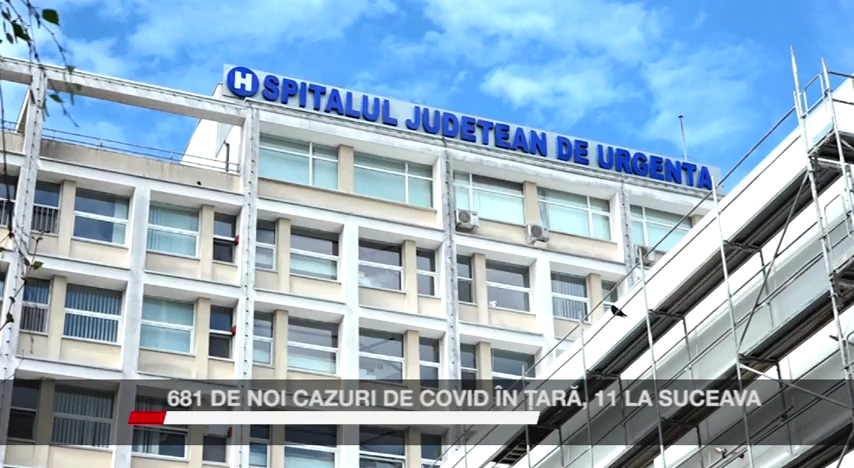 H SPITALUL JUDETEAN DE URGENTA
681 DE NOI CAZURI DE COVID ÎN ȚARĂ, 11 LA SUCEAVA